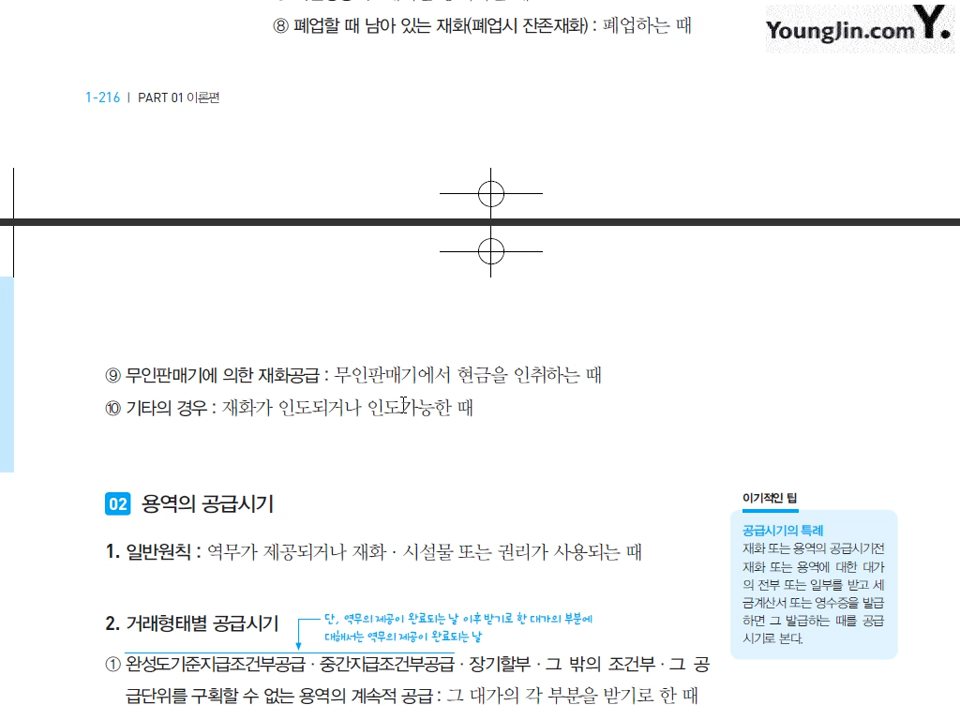 ⑧ 폐업할 때 남아 있는 재화(폐업시 잔존재화) : 폐업하는 때
YoungJin.com Y.
1-216 | PART 01 이론편
⑨ 무인판매기에 의한 재화공급 : 무인판매기에서 현금을 인취하는 때
⑩ 기타의 경우 : 재화가 인도되거나 인도가능한 때
02 용역의 공급시기
1. 일반원칙 : 역무가 제공되거나 재화 · 시설물 또는 권리가 사용되는 때
2. 거래형태별 공급시기
단, 역무의 제공이 완료되는 날 이후 받기로 한 대가의 부분에
대해서는 역무의 제공이 완료되는 날
① 완성도기준지급조건부공급 · 중간지급조건부공급 · 장기할부 · 그 밖의 조건부 · 그 공
급단위를 구획할 수 없는 용역의 계속적 공급 : 그 대가의 각 부분을 받기로 한 때
이기적인 팁
공급시기의 특례
재화 또는 용역의 공급시기전
재화 또는 용역에 대한 대가
의 전부 또는 일부를 받고 세
금계산서 또는 영수증을 발급
하면 그 발급하는 때를 공급
시기로 본다.